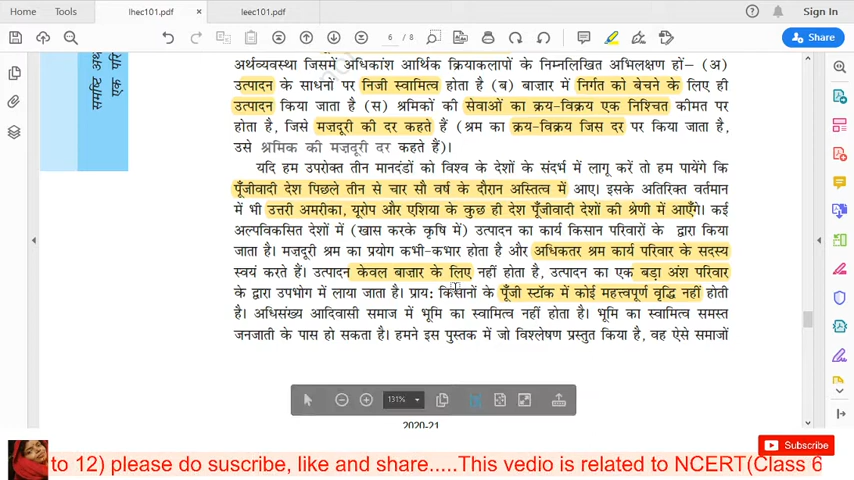 Home Tools lhec101.pdf × leec101.pdf ? Sign In
6 / 8 Share
समष्टि अर्थ
एक परि
अर्थव्यवस्था जिसमें अधिकांश आर्थिक क्रियाकलापों के निम्नलिखित अभिलक्षण हों– (अ)
उत्पादन के साधनों पर निजी स्वामित्व होता है (ब) बाजार में निर्गत को बेचने के लिए ही
उत्पादन किया जाता है (स) श्रमिकों की सेवाओं का क्रय-विक्रय एक निश्चित कीमत पर
होता है, जिसे मज़दूरी की दर कहते हैं (श्रम का क्रय-विक्रय जिस दर पर किया जाता है,
उसे श्रमिक की मज़दूरी दर कहते हैं)।
यदि हम उपरोक्त तीन मानदंडों को विश्व के देशों के संदर्भ में लागू करें तो हम पायेंगे कि
पूँजीवादी देश पिछले तीन से चार सौ वर्ष के दौरान अस्तित्व में आए। इसके अतिरिक्त वर्तमान
में भी उत्तरी अमरीका, यूरोप और एशिया के कुछ ही देश पूँजीवादी देशों की श्रेणी में आएँगे। कई
अल्पविकसित देशों में (खास करके कृषि में) उत्पादन का कार्य किसान परिवारों के द्वारा किया
जाता है। मजदूरी श्रम का प्रयोग कभी-कभार होता है और अधिकतर श्रम कार्य परिवार के सदस्य
स्वयं करते हैं। उत्पादन केवल बाजार के लिए नहीं होता है, उत्पादन का एक बड़ा अंश परिवार
के द्वारा उपभोग में लाया जाता है। प्राय: किसानों के पूँजी स्टॉक में कोई महत्त्वपूर्ण वृद्धि नहीं होती
है। अधिसंख्य आदिवासी समाज में भूमि का स्वामित्व नहीं होता है। भूमि का स्वामित्व समस्त
जनजाती के पास हो सकता है। हमने इस पुस्तक में जो विश्लेषण प्रस्तुत किया है, वह ऐसे समाजों
131%
2020-21
Subscribe
to 12) please do suscribe, like and share.....This vedio is related to NCERT(Class 6